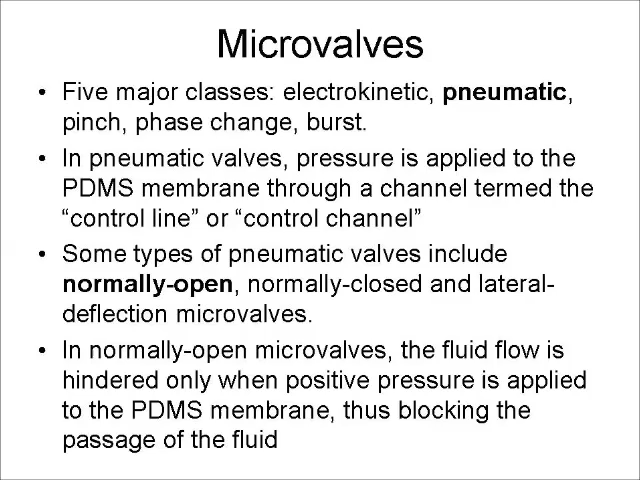 Microvalves
• Five major classes: electrokinetic, pneumatic,
pinch, phase change, burst.
• In pneumatic valves, pressure is applied to the
PDMS membrane through a channel termed the
“control line” or “control channel”
• Some types of pneumatic valves include
normally-open, normally-closed and lateral-
deflection microvalves.
• In normally-open microvalves, the fluid flow is
hindered only when positive pressure is applied
to the PDMS membrane, thus blocking the
passage of the fluid